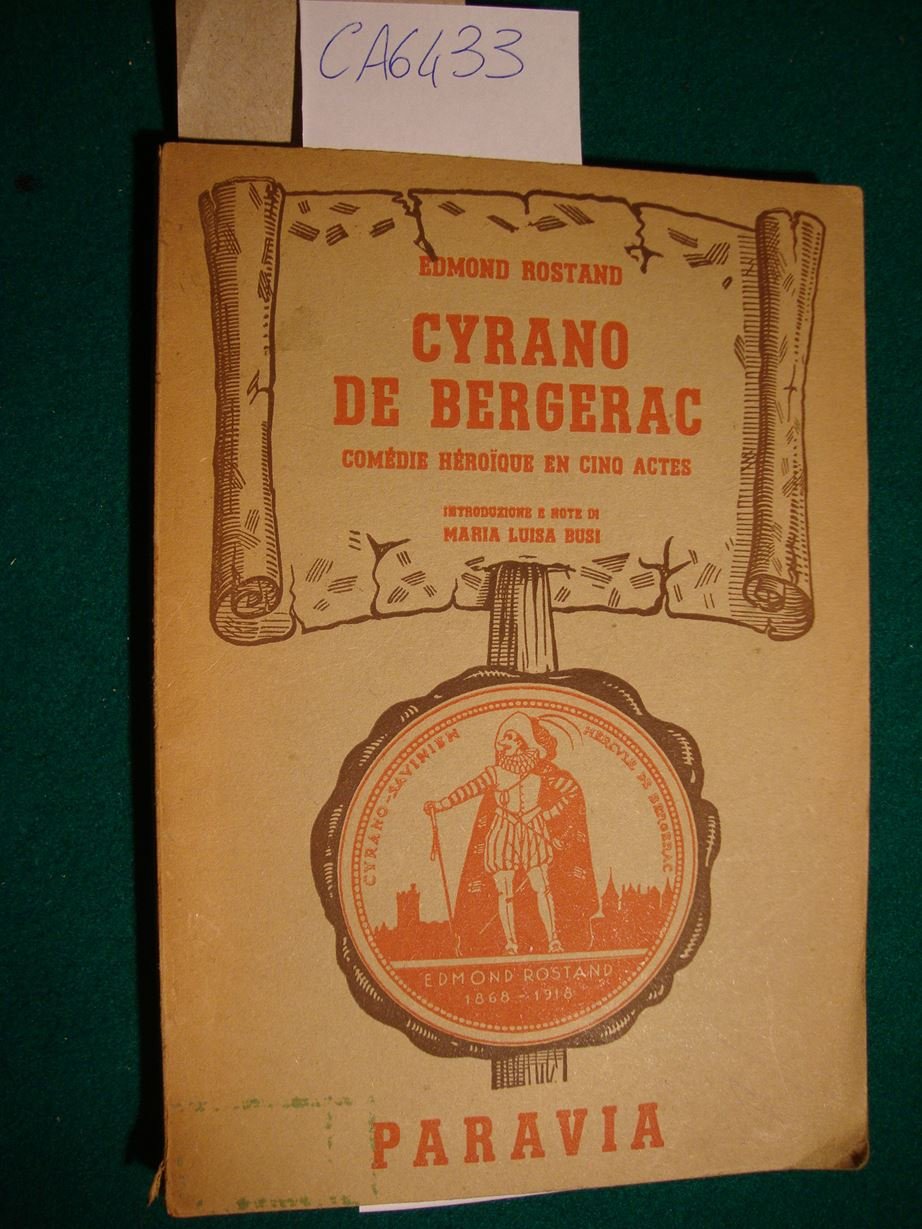 CA6433
EDMOND ROSTAND
CYRANO
DE BERGERAC
COMÉDIE HÉROÏQUE EN CINQ ACTES
INTRODUZIONE E NOTE DI
MARIA LUISA BUSI
CYRANO-SAVINIEN HERCULE DE BERGERAC
EDMOND ROSTAND
1868-1918
PARAVIA